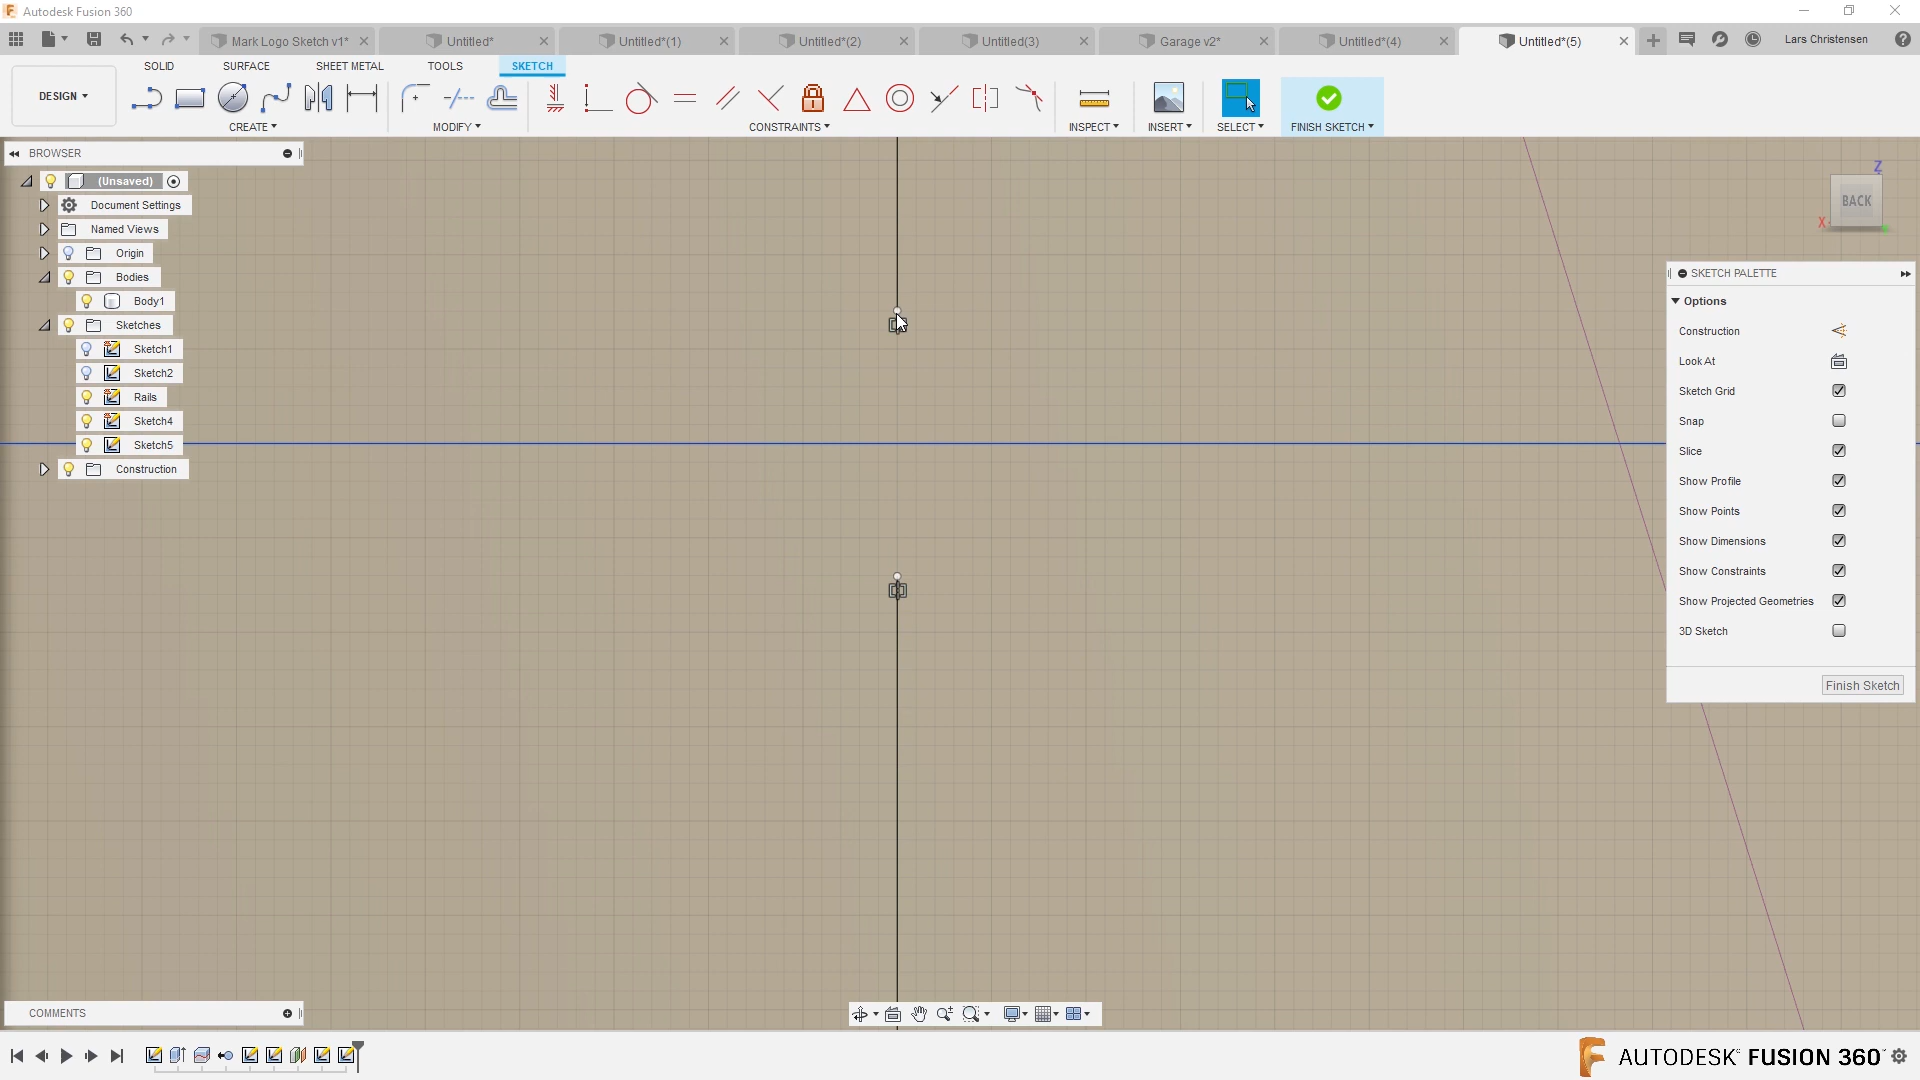 Autodesk Fusion 360
Mark Logo Sketch v1*
Untitled*
Untitled*(1)
Untitled*(2)
Untitled(3)
Garage v2*
Untitled*(4)
Untitled*(5)
Lars Christensen
SOLID
SURFACE
SHEET METAL
TOOLS
SKETCH
DESIGN
CREATE
MODIFY
CONSTRAINTS
INSPECT
INSERT
SELECT
FINISH SKETCH
BROWSER
(Unsaved)
Document Settings
Named Views
Origin
Bodies
Body1
Sketches
Sketch1
Sketch2
Rails
Sketch4
Sketch5
Construction
Z
BACK
X
SKETCH PALETTE
Options
Construction
Look At
Sketch Grid
Snap
Slice
Show Profile
Show Points
Show Dimensions
Show Constraints
Show Projected Geometries
3D Sketch
Finish Sketch
COMMENTS
AUTODESK® FUSION 360™